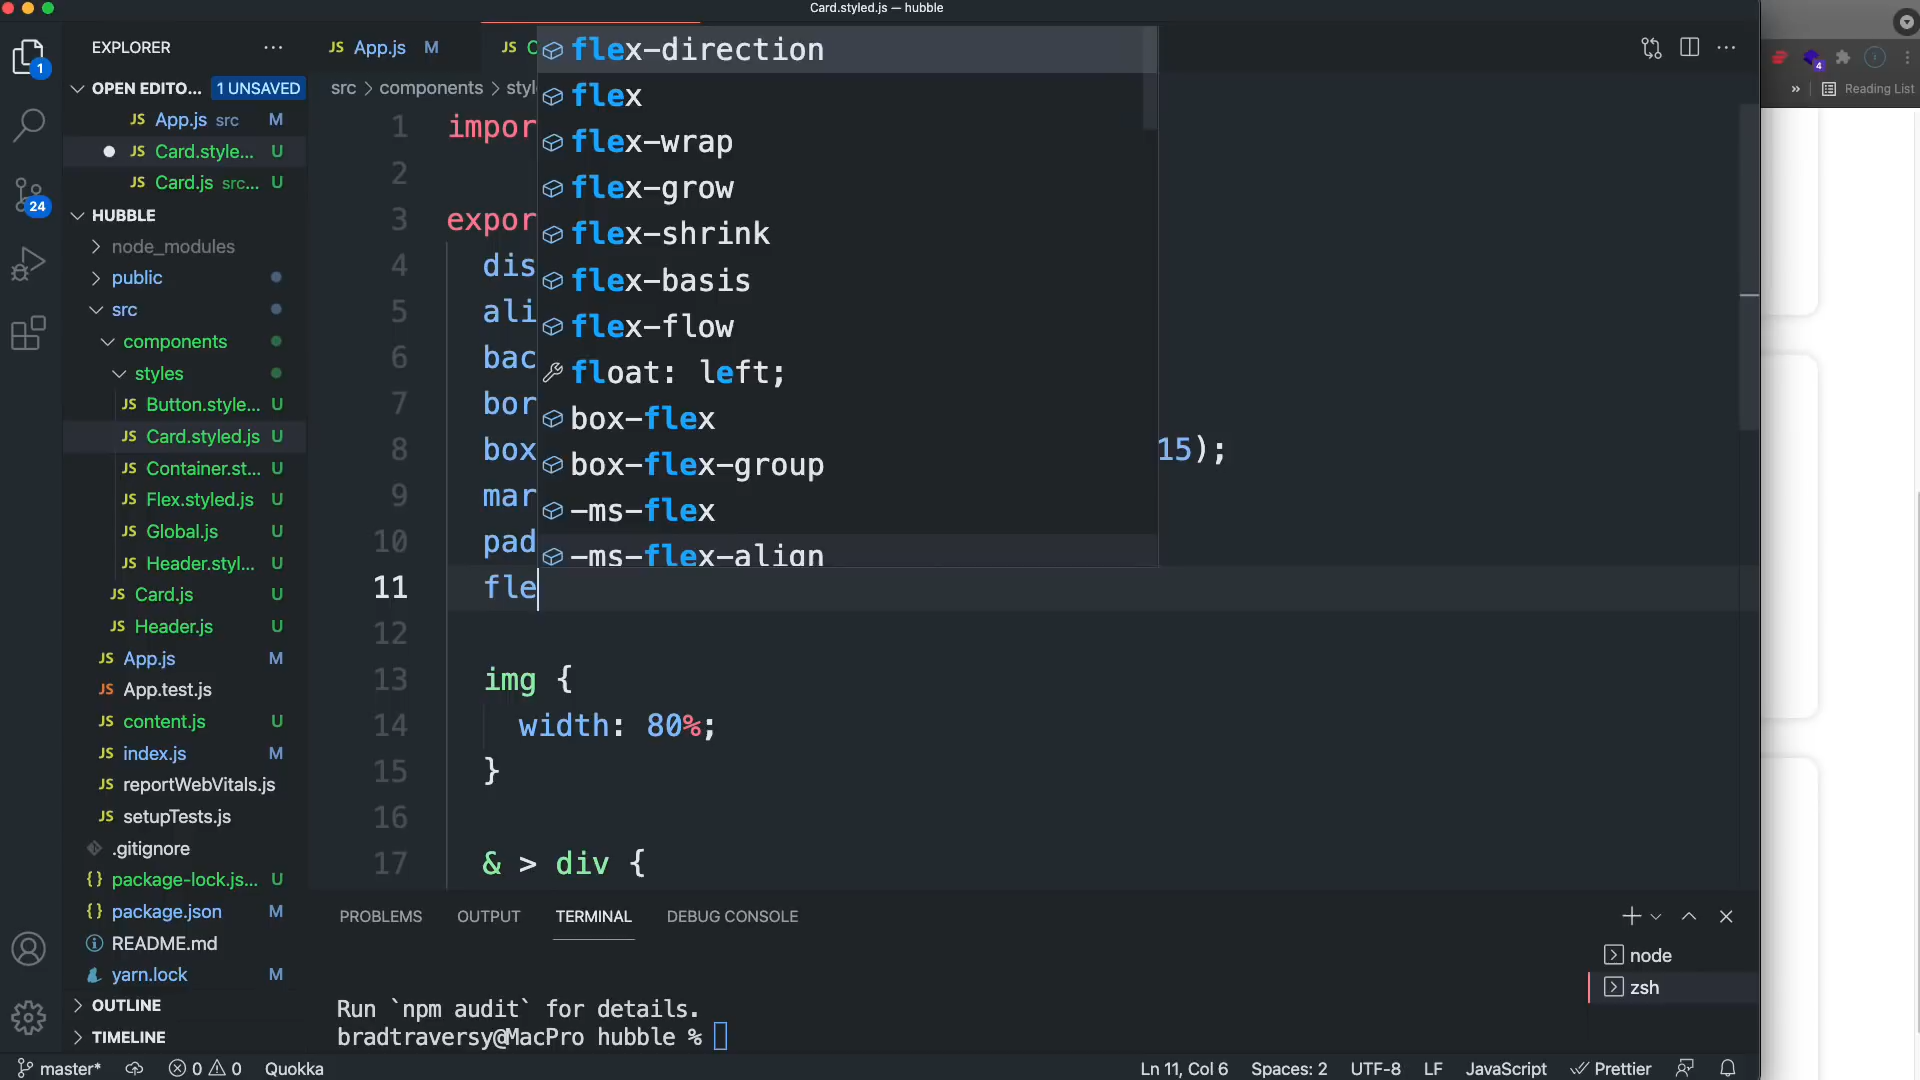 Card.styled.js — hubble
EXPLORER
OPEN EDITO... 1 UNSAVED
JS App.js src M
JS Card.style... U
JS Card.js src... U
HUBBLE
node_modules
public
src
components
styles
JS Button.style... U
JS Card.styled.js U
JS Container.st... U
JS Flex.styled.js U
JS Global.js U
JS Header.styl... U
JS Card.js U
JS Header.js U
JS App.js M
JS App.test.js
JS content.js U
JS index.js M
JS reportWebVitals.js
JS setupTests.js
.gitignore
{} package-lock.js... U
{} package.json M
README.md
yarn.lock M
OUTLINE
TIMELINE
1
24
JS App.js M
JS C
src > components > styl
1 impor
2
3 expor
4 dis
5 ali
6 bac
7 bor
8 box 15);
9 mar
10 pad
11 fle
12
13 img {
14 width: 80%;
15 }
16
17 & > div {
flex-direction
flex
flex-wrap
flex-grow
flex-shrink
flex-basis
flex-flow
float: left;
box-flex
box-flex-group
-ms-flex
-ms-flex-align
PROBLEMS OUTPUT TERMINAL DEBUG CONSOLE
Run `npm audit` for details.
bradtraversy@MacPro hubble %
node
zsh
4
» Reading List
master* 0 0 Quokka Ln 11, Col 6 Spaces: 2 UTF-8 LF JavaScript Prettier